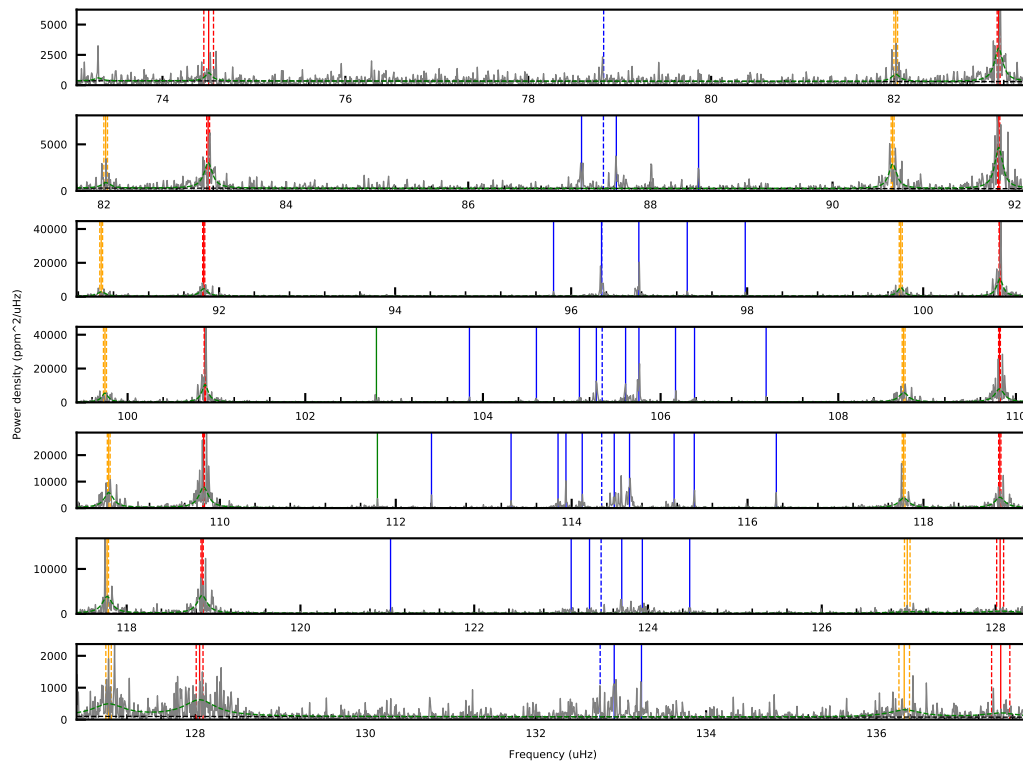 5000
2500
0
74 76 78 80 82
5000
0
82 84 86 88 90 92
40000
20000
0
92 94 96 98 100
Power density (ppm^2/uHz)
40000
20000
0
100 102 104 106 108 110
20000
10000
0
110 112 114 116 118
10000
0
118 120 122 124 126 128
2000
1000
0
128 130 132 134 136
Frequency (uHz)